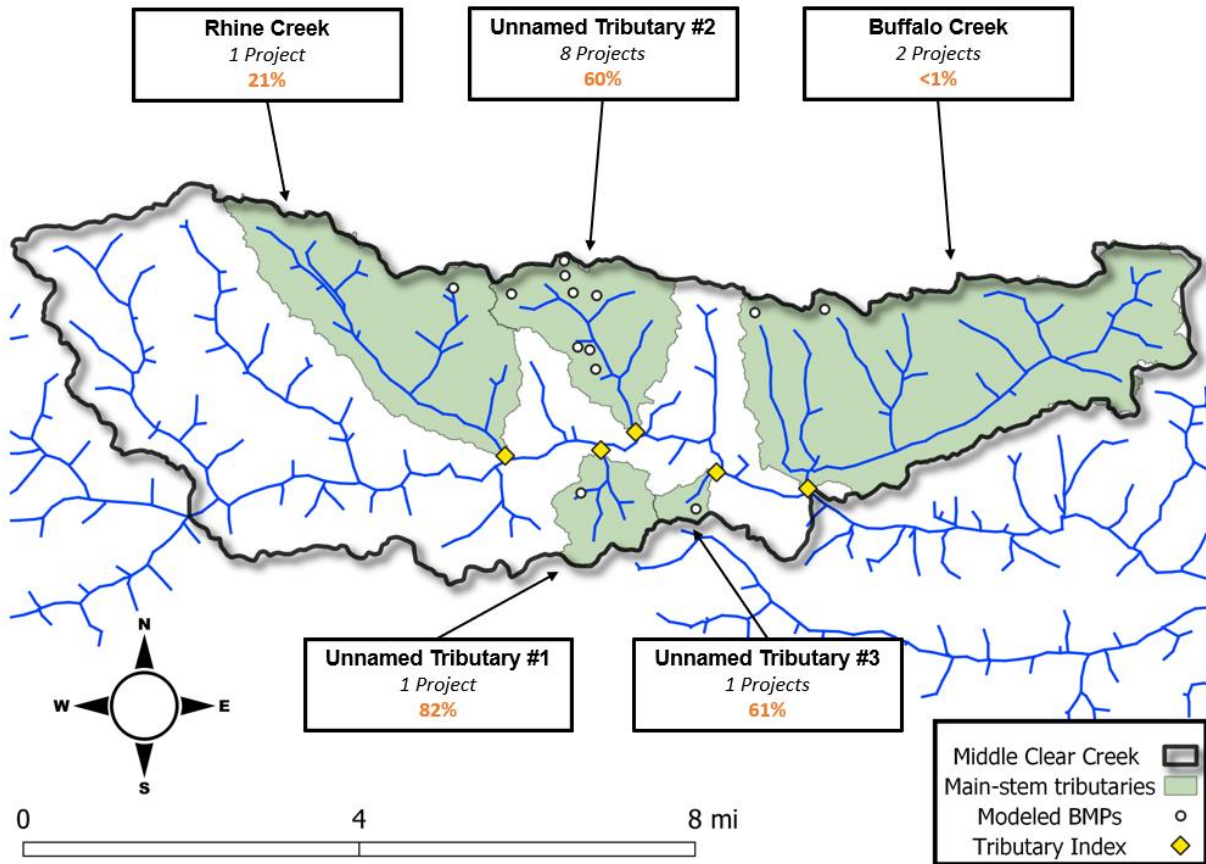 Rhine Creek
1 Project
21%
Unnamed Tributary #2
8 Projects
60%
Buffalo Creek
2 Projects
<1%
Unnamed Tributary #1
1 Project
82%
Unnamed Tributary #3
1 Projects
61%
N
W
E
S
0
4
8 mi
Middle Clear Creek
Main-stem tributaries
Modeled BMPs
Tributary Index